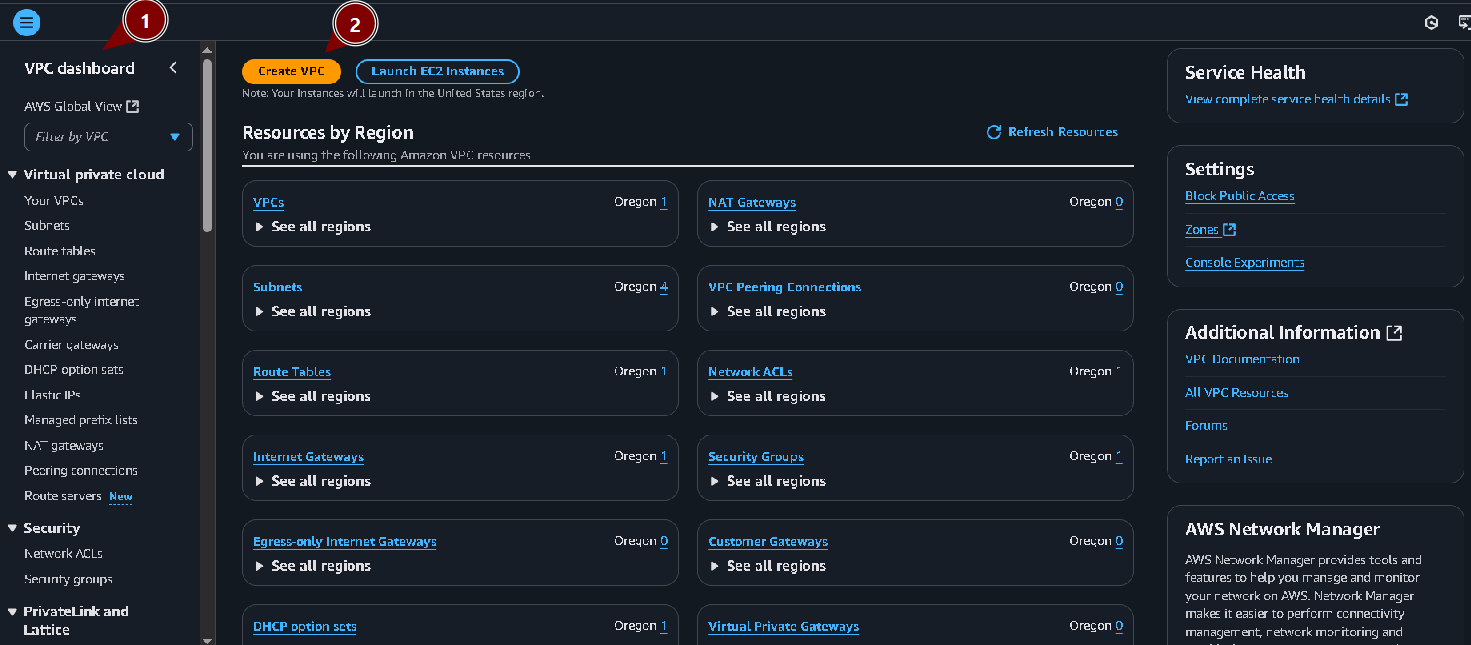 1
2
VPC dashboard
AWS Global View
Filter by VPC
Virtual private cloud
Your VPCs
Subnets
Route tables
Internet gateways
Egress-only internet
gateways
Carrier gateways
DHCP option sets
Elastic IPs
Managed prefix lists
NAT gateways
Peering connections
Route servers New
Security
Network ACLs
Security groups
PrivateLink and
Lattice
Create VPC
Launch EC2 Instances
Note: Your Instances will launch in the United States region.
Resources by Region
Refresh Resources
You are using the following Amazon VPC resources
VPCs
Oregon 1
See all regions
NAT Gateways
Oregon 0
See all regions
Subnets
Oregon 4
See all regions
VPC Peering Connections
Oregon 0
See all regions
Route Tables
Oregon 1
See all regions
Network ACLs
Oregon 1
See all regions
Internet Gateways
Oregon 1
See all regions
Security Groups
Oregon 1
See all regions
Egress-only Internet Gateways
Oregon 0
See all regions
Customer Gateways
Oregon 0
See all regions
DHCP option sets
Oregon 1
Virtual Private Gateways
Oregon 0
Service Health
View complete service health details
Settings
Block Public Access
Zones
Console Experiments
Additional Information
VPC Documentation
All VPC Resources
Forums
Report an Issue
AWS Network Manager
AWS Network Manager provides tools and
features to help you manage and monitor
your network on AWS. Network Manager
makes it easier to perform connectivity
management, network monitoring and